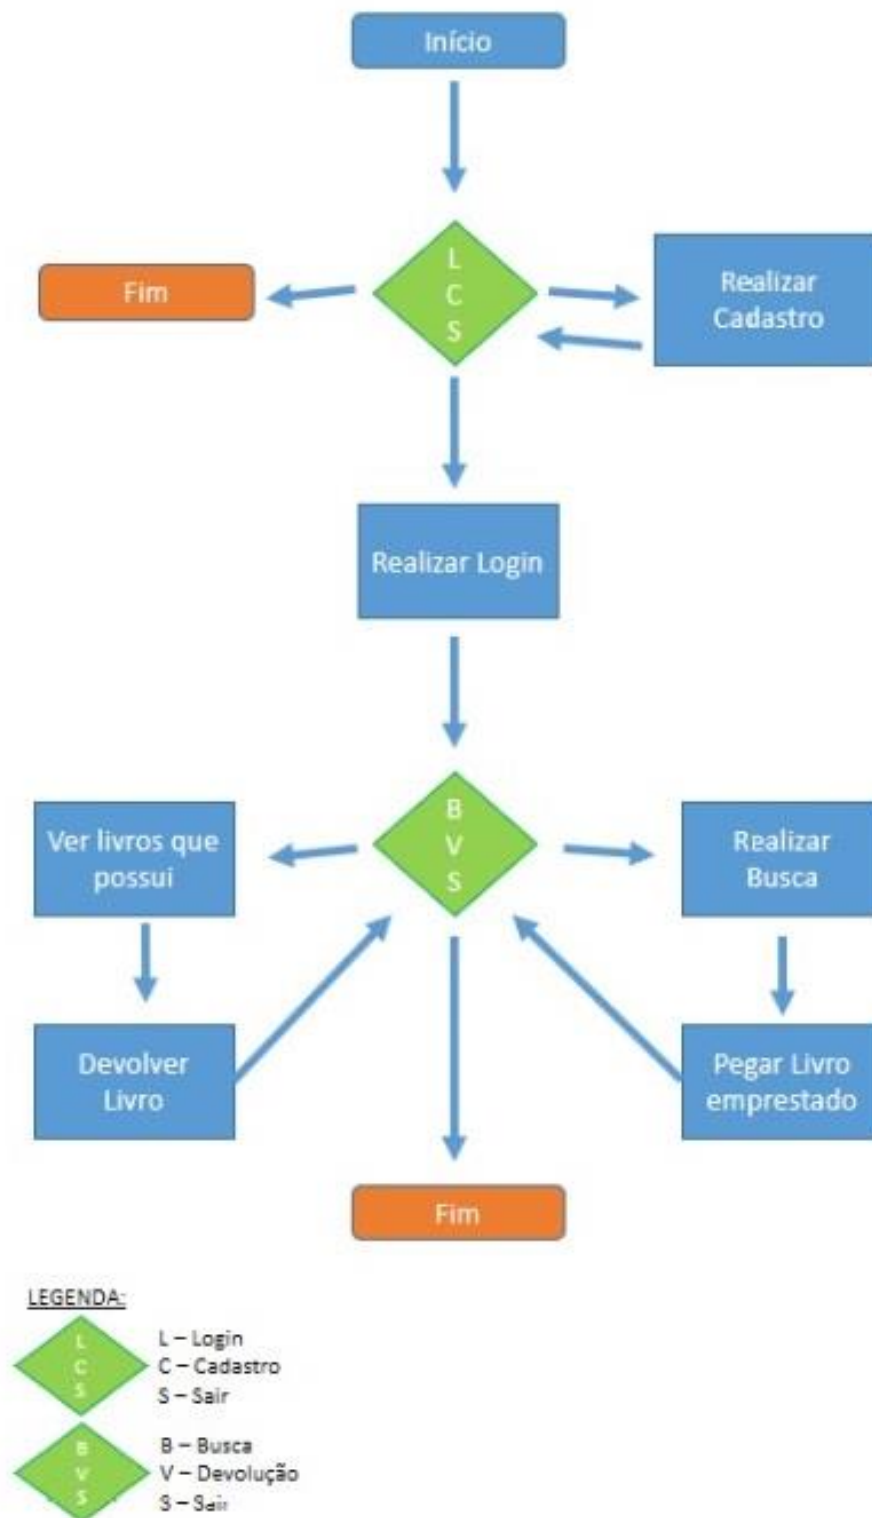 Início
L
C
S
Fim
Realizar
Cadastro
Realizar Login
B
V
S
Ver livros que
possui
Realizar
Busca
Devolver
Livro
Pegar Livro
emprestado
Fim
LEGENDA:
L
C
S
L – Login
C – Cadastro
S – Sair
B
V
S
B – Busca
V – Devolução
S – Sair